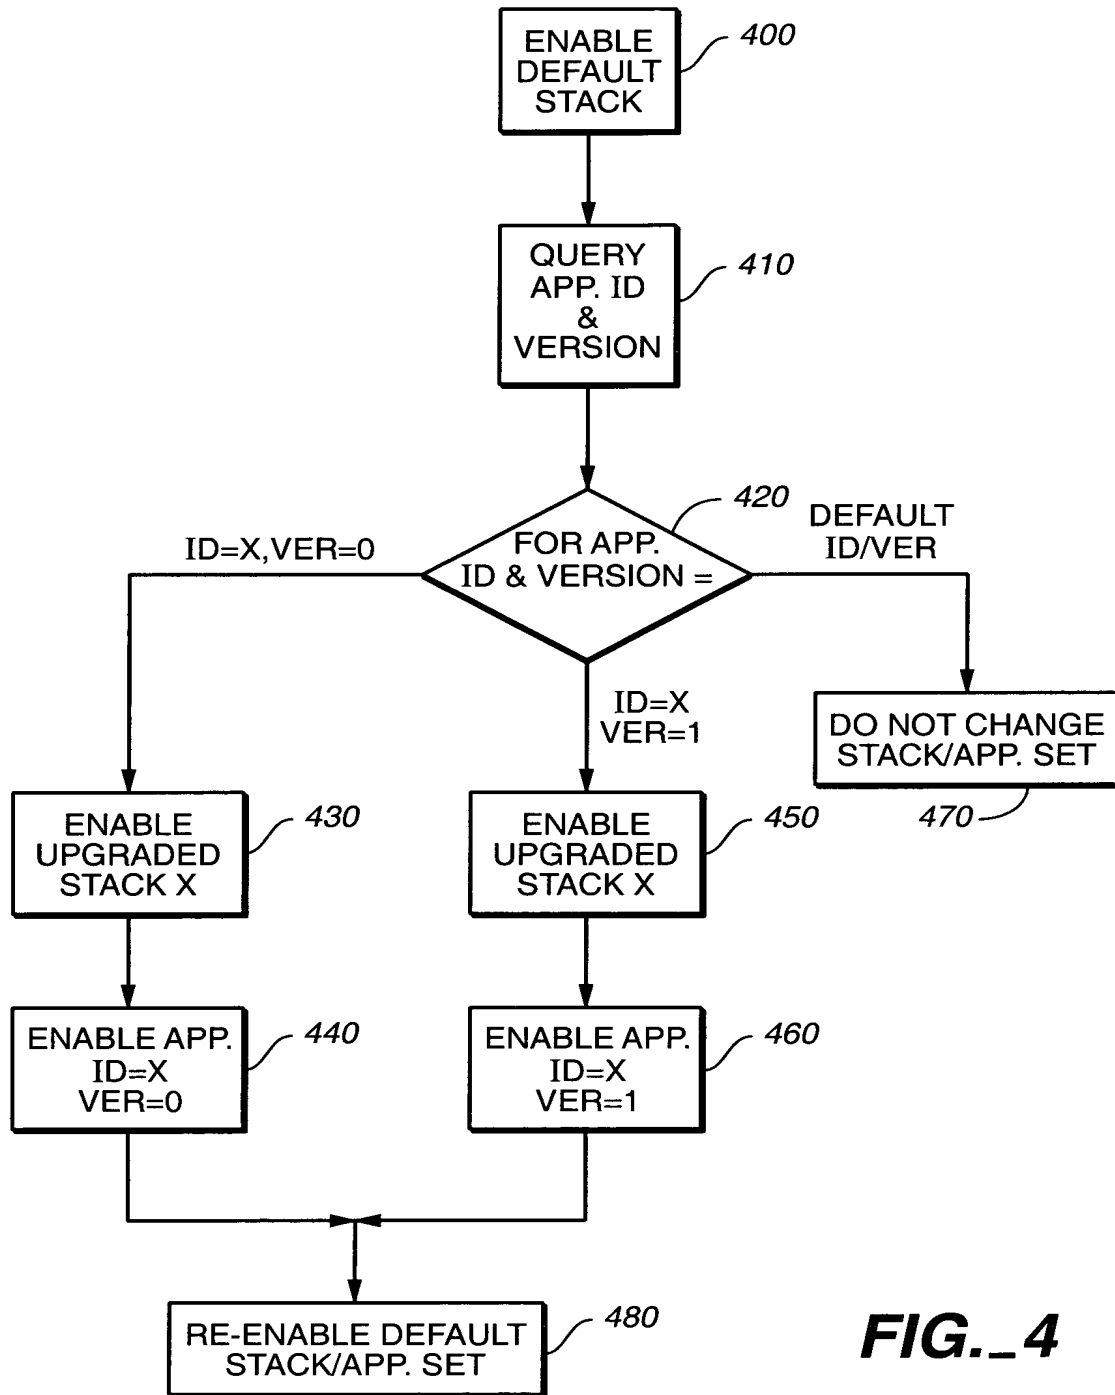 ENABLE
DEFAULT
STACK
400
QUERY
APP. ID
&
VERSION
410
420
FOR APP.
ID & VERSION =
ID=X,VER=0
DEFAULT
ID/VER
ID=X
VER=1
DO NOT CHANGE
STACK/APP. SET
470
ENABLE
UPGRADED
STACK X
430
ENABLE
UPGRADED
STACK X
450
ENABLE APP.
ID=X
VER=0
440
ENABLE APP.
ID=X
VER=1
460
RE-ENABLE DEFAULT
STACK/APP. SET
480
FIG._4